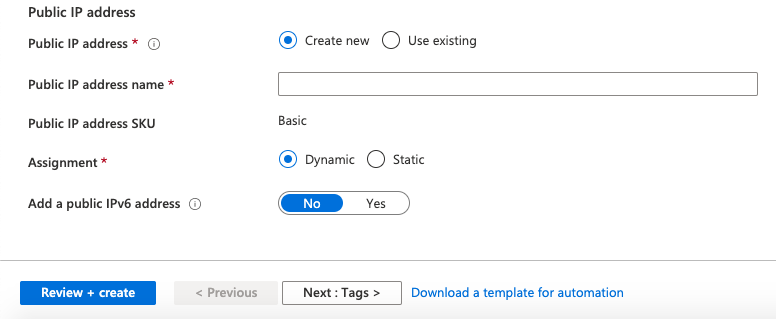 Public IP address
Public IP address * Create new Use existing
Public IP address name *
Public IP address SKU Basic
Assignment * Dynamic Static
Add a public IPv6 address No Yes
Review + create < Previous Next : Tags > Download a template for automation